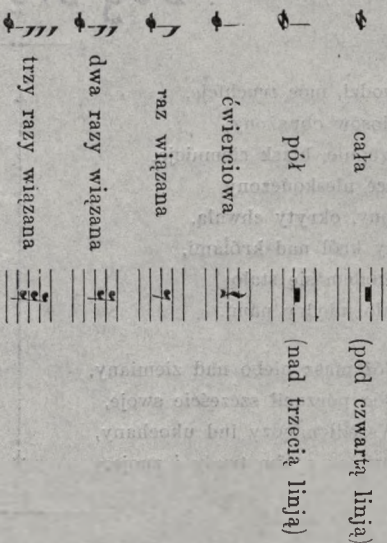 cała (pod czwartą linją)
pół (nad trzecią linją)
ćwierciowa
raz wiązana
dwa razy wiązana
trzy razy wiązana